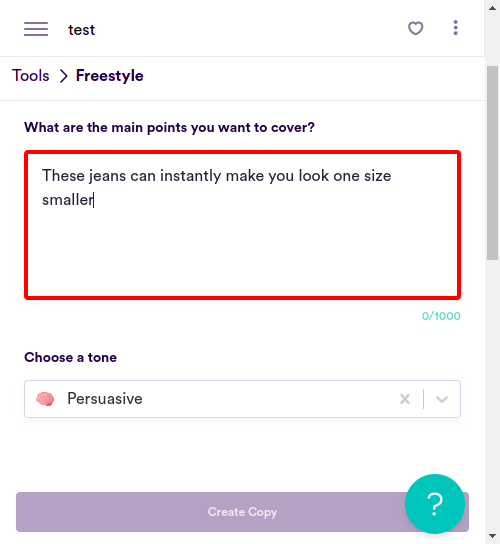 test
Tools > Freestyle
What are the main points you want to cover?
These jeans can instantly make you look one size
smaller
0/1000
Choose a tone
Persuasive
Create Copy
?